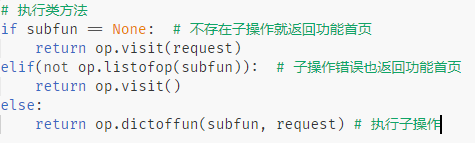 # 执行类方法
if subfun == None:  # 不存在子操作就返回功能首页
    return op.visit(request)
elif(not op.listofop(subfun)):  # 子操作错误也返回功能首页
    return op.visit()
else:
    return op.dictoffun(subfun, request) # 执行子操作